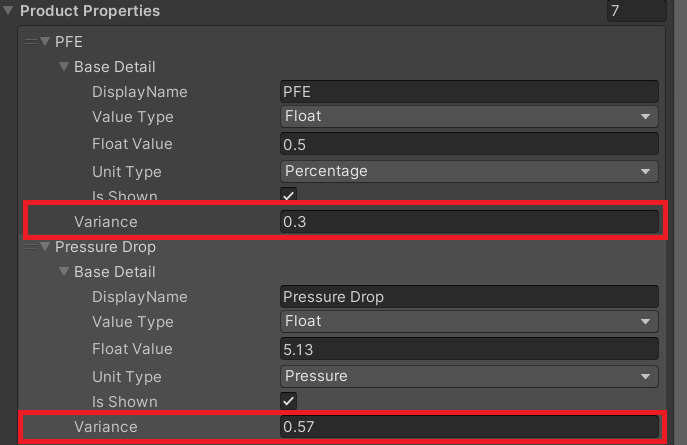 Product Properties 7
PFE
Base Detail
DisplayName PFE
Value Type Float
Float Value 0.5
Unit Type Percentage
Is Shown
Variance 0.3
Pressure Drop
Base Detail
DisplayName Pressure Drop
Value Type Float
Float Value 5.13
Unit Type Pressure
Is Shown
Variance 0.57